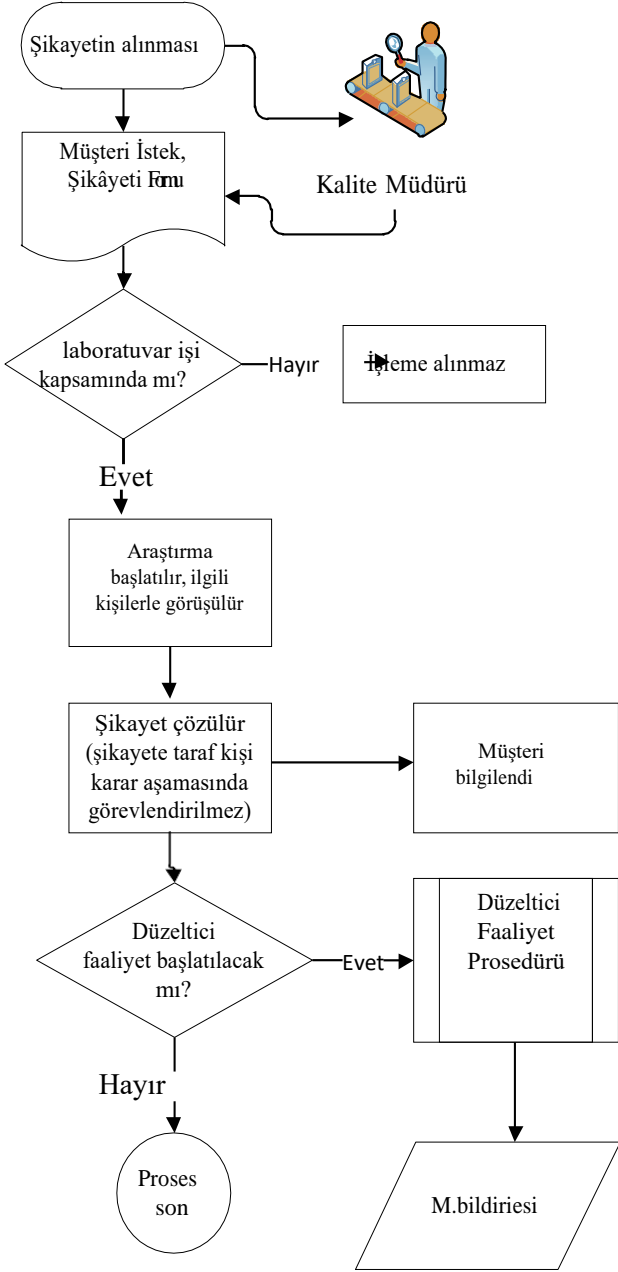 Şikayetin alınması
Müşteri İstek,
Şikâyeti Formu
Kalite Müdürü
laboratuvar işi
kapsamında mı?
Hayır
İşleme alınmaz
Evet
Araştırma
başlatılır, ilgili
kişilerle görüşülür
Şikayet çözülür
(şikayete taraf kişi
karar aşamasında
görevlendirilmez)
Müşteri
bilgilendi
Düzeltici
faaliyet başlatılacak
mı?
Evet
Düzeltici
Faaliyet
Prosedürü
Hayır
Proses
son
M.bildiriesi